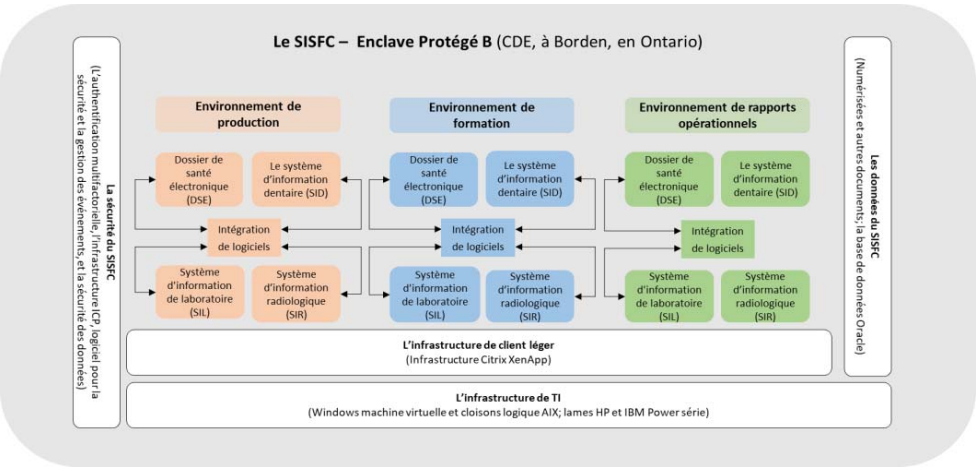 Le SISFC – Enclave Protégé B (CDE, à Borden, en Ontario)
La sécurité du SISFC
(L'authentification multifactorielle, l'infrastructure ICP, logiciel pour la
sécurité et la gestion des événements, et la sécurité des données)
Environnement de
production
Dossier de
santé
électronique
(DSE)
Le système
d'information
dentaire (SID)
Intégration
de logiciels
Système
d'information
de laboratoire
(SIL)
Système
d'information
radiologique
(SIR)
Environnement de
formation
Dossier de
santé
électronique
(DSE)
Le système
d'information
dentaire (SID)
Intégration
de logiciels
Système
d'information
de laboratoire
(SIL)
Système
d'information
radiologique
(SIR)
Environnement de rapports
opérationnels
Dossier de
santé
électronique
(DSE)
Le système
d'information
dentaire (SID)
Intégration
de logiciels
Système
d'information
de laboratoire
(SIL)
Système
d'information
radiologique
(SIR)
Les données du SISFC
(Numérisées et autres documents; la base de données Oracle)
L'infrastructure de client léger
(Infrastructure Citrix XenApp)
L'infrastructure de TI
(Windows machine virtuelle et cloisons logique AIX; lames HP et IBM Power série)